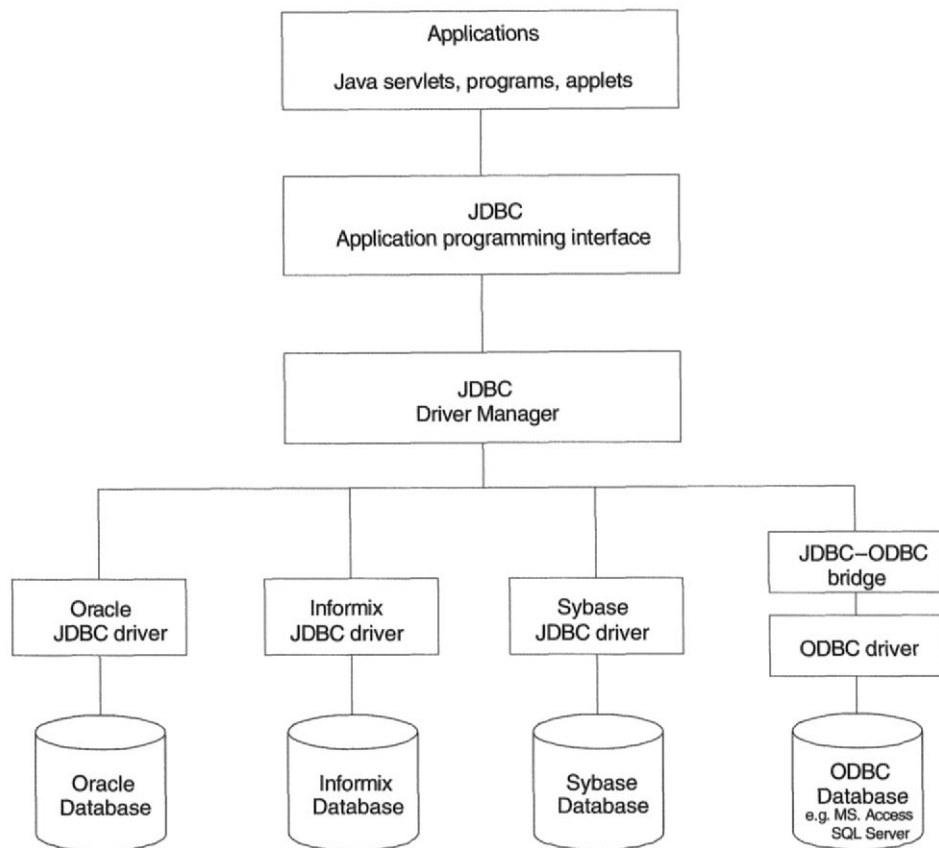 Applications
Java servlets, programs, applets
JDBC
Application programming interface
JDBC
Driver Manager
JDBC–ODBC
bridge
Oracle
JDBC driver
Informix
JDBC driver
Sybase
JDBC driver
ODBC driver
Oracle
Database
Informix
Database
Sybase
Database
ODBC
Database
e.g. MS. Access
SQL Server